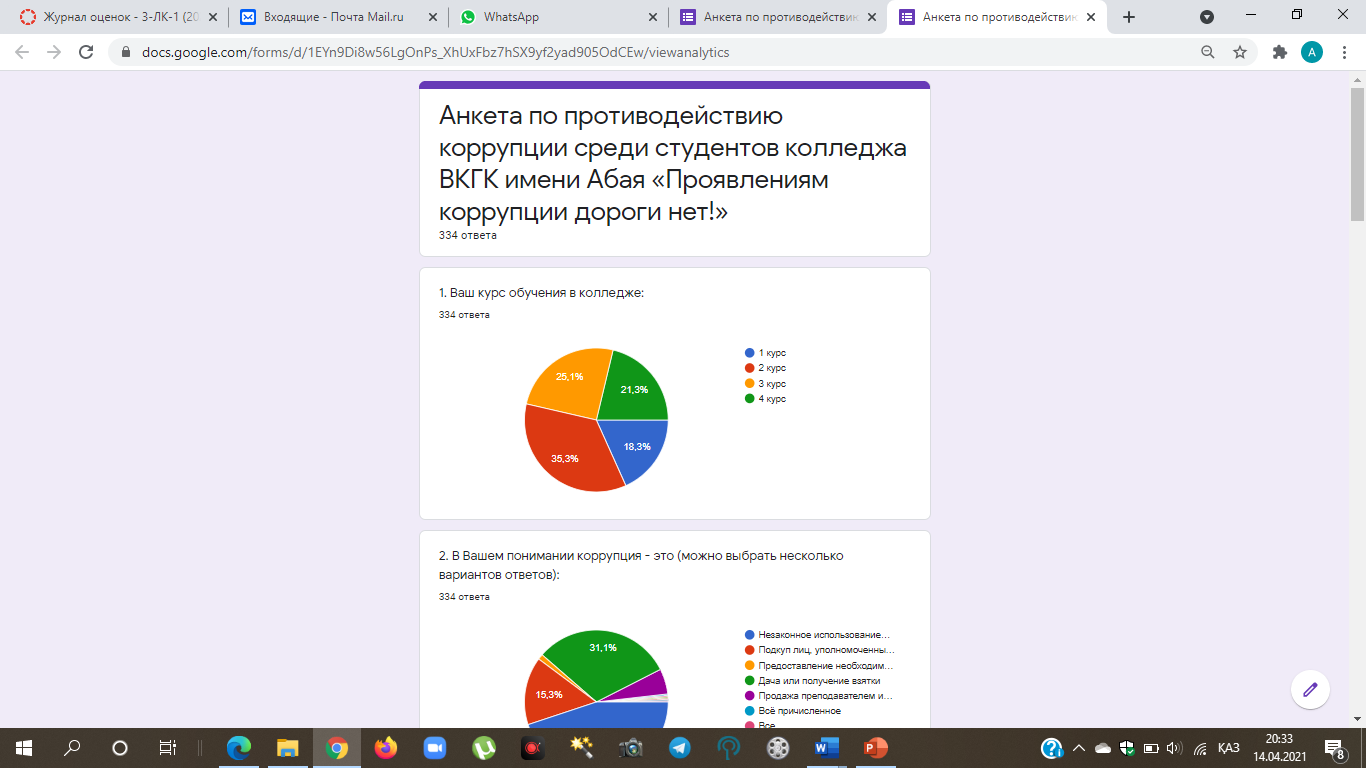 Журнал оценок - 3-ЛК-1 (20
Входящие - Почта Mail.ru
WhatsApp
Анкета по противодействию
Анкета по противодействию
docs.google.com/forms/d/1EYn9Di8w56LgOnPs_XhUxFbz7hSX9yf2yad905OdCEw/viewanalytics
A
Анкета по противодействию
коррупции среди студентов колледжа
ВКГК имени Абая «Проявлениям
коррупции дороги нет!»
334 ответа
1. Ваш курс обучения в колледже:
334 ответа
1 курс
2 курс
3 курс
4 курс
25,1%
21,3%
18,3%
35,3%
2. В Вашем понимании коррупция - это (можно выбрать несколько
вариантов ответов):
334 ответа
Незаконное использование…
Подкуп лиц, уполномоченны…
Предоставление необходим…
Дача или получение взятки
Продажа преподавателем и…
Всё причисленное
Все
31,1%
15,3%
ҚАЗ
20:33
14.04.2021
8